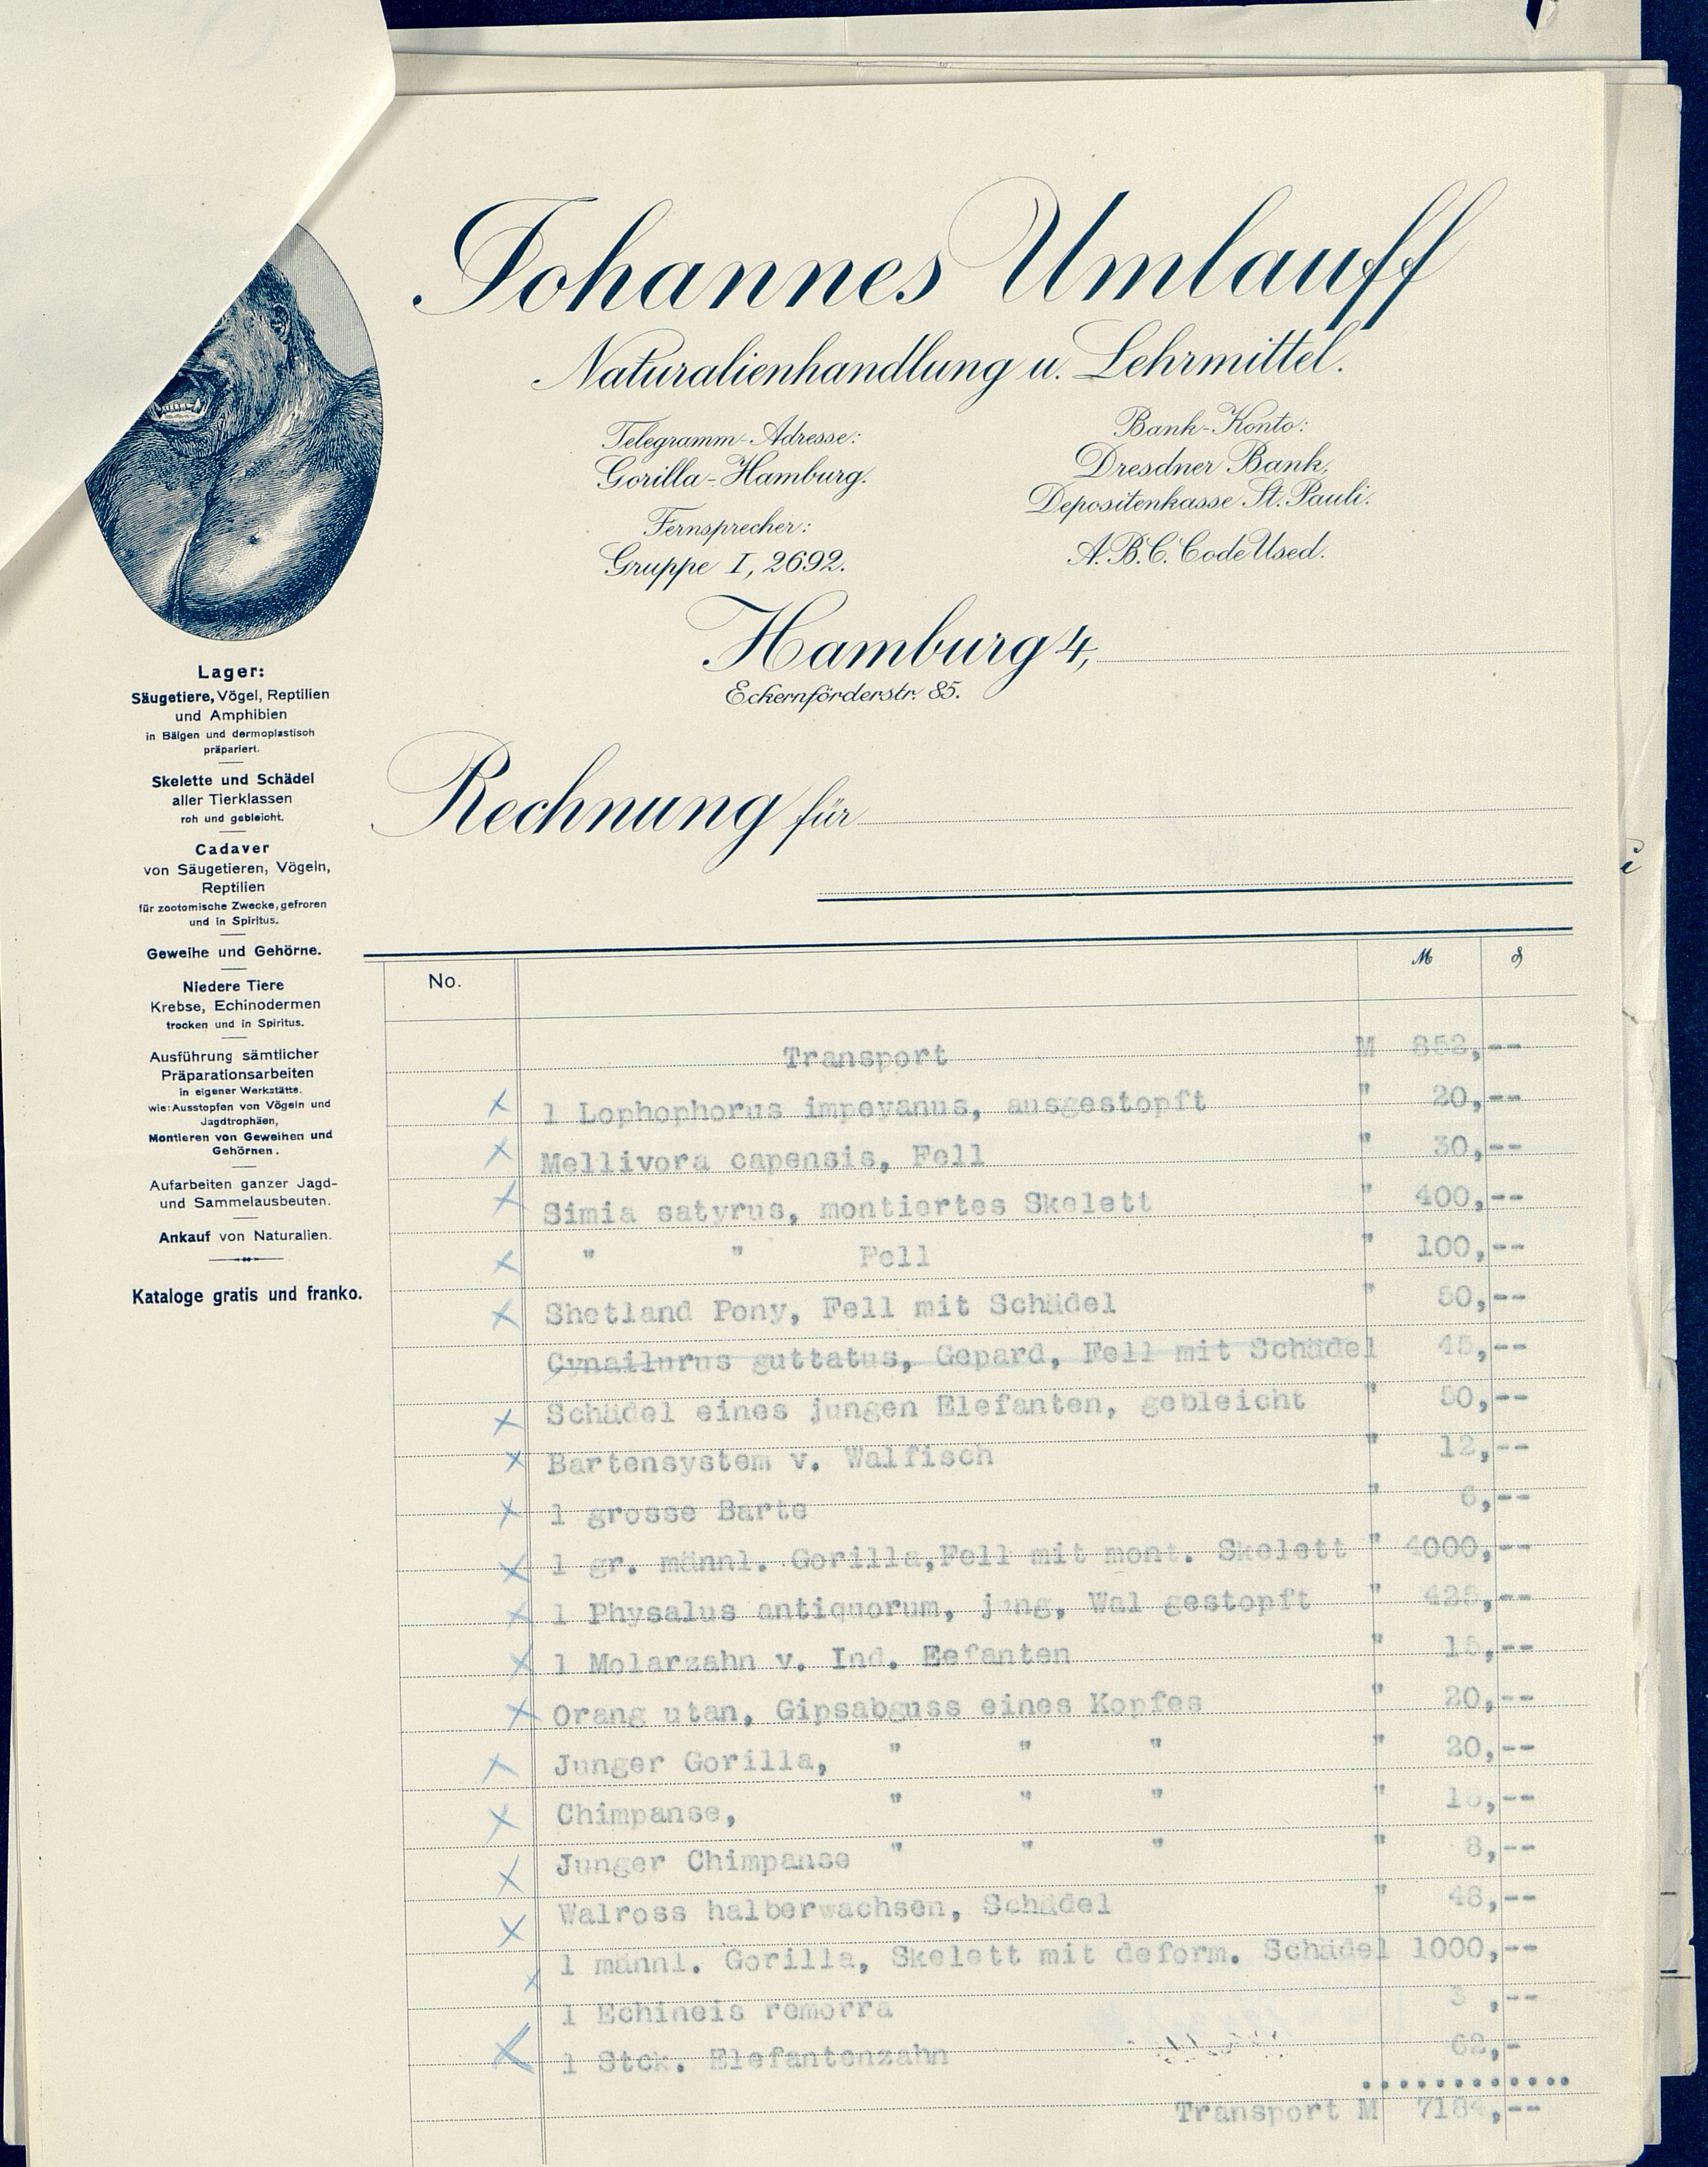 Johannes Umlauff
Naturalienhandlung u. Lehrmittel.
Telegramm-Adresse:
Gorilla-Hamburg.
Fernsprecher:
Gruppe I, 2692.
Bank-Konto:
Dresdner Bank,
Depositenkasse St. Pauli.
A.B.C. Code Used.
Hamburg 4,
Eckernförderstr. 85.
Rechnung für
Lager:
Säugetiere, Vögel, Reptilien
und Amphibien
in Bälgen und dermoplastisch
präpariert.
Skelette und Schädel
aller Tierklassen
roh und gebleicht.
Cadaver
von Säugetieren, Vögeln,
Reptilien
für zootomische Zwecke, gefroren
und in Spiritus.
Geweihe und Gehörne.
Niedere Tiere
Krebse, Echinodermen
trocken und in Spiritus.
Ausführung sämtlicher
Präparationsarbeiten
in eigener Werkstätte.
wie: Ausstopfen von Vögeln und
Jagdtrophäen,
Montieren von Geweihen und
Gehörnen.
Aufarbeiten ganzer Jagd-
und Sammelausbeuten.
Ankauf von Naturalien.
Kataloge gratis und franko.
No. M ₰
Transport M 852,--
1 Lophophorus impeyanus, ausgestopft " 20,--
Mellivora capensis, Fell " 30,--
Simia satyrus, montiertes Skelett " 400,--
" " Fell " 100,--
Shetland Pony, Fell mit Schädel " 50,--
Cynailurus guttatus, Gepard, Fell mit Schädel 45,--
Schädel eines jungen Elefanten, gebleicht " 50,--
Bartensystem v. Walfisch " 12,--
1 grosse Barte " 6,--
1 gr. männl. Gorilla,Fell mit mont. Skelett " 4000,--
1 Physalus antiquorum, jung, Wal gestopft " 425,--
1 Molarzahn v. Ind. Eefanten " 15,--
Orang utan, Gipsabguss eines Kopfes " 20,--
Junger Gorilla, " " " " 20,--
Chimpanse, " " " " 18,--
Junger Chimpanse " " " " 8,--
Walross halberwachsen, Schädel " 48,--
1 männl. Gorilla, Skelett mit deform. Schädel 1000,--
1 Echineis remorra 3 ,--
1 Stck. Elefantenzahn 62,-
Transport M 7184,--